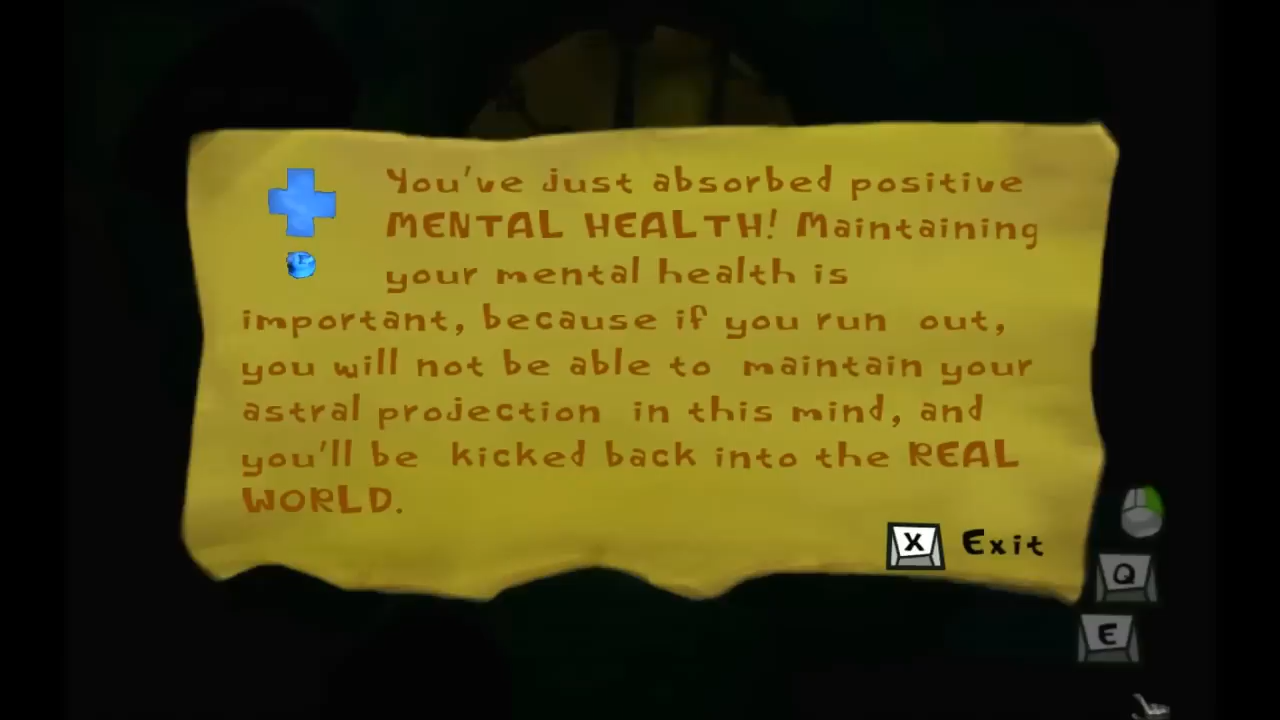 You've just absorbed positive
MENTAL HEALTH! Maintaining
your mental health is
important, because if you run out,
you will not be able to maintain your
astral projection in this mind, and
you'll be kicked back into the REAL
WORLD.
X Exit
Q
E